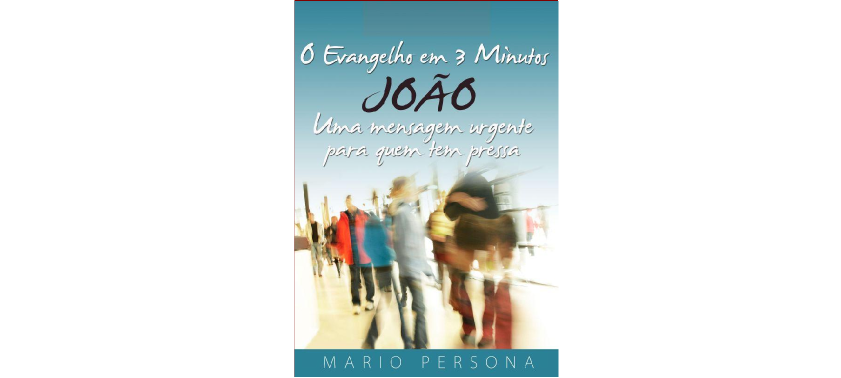 O Evangelho em 3 Minutos
JOÃO
Uma mensagem urgente
para quem tem pressa
MARIO PERSONA